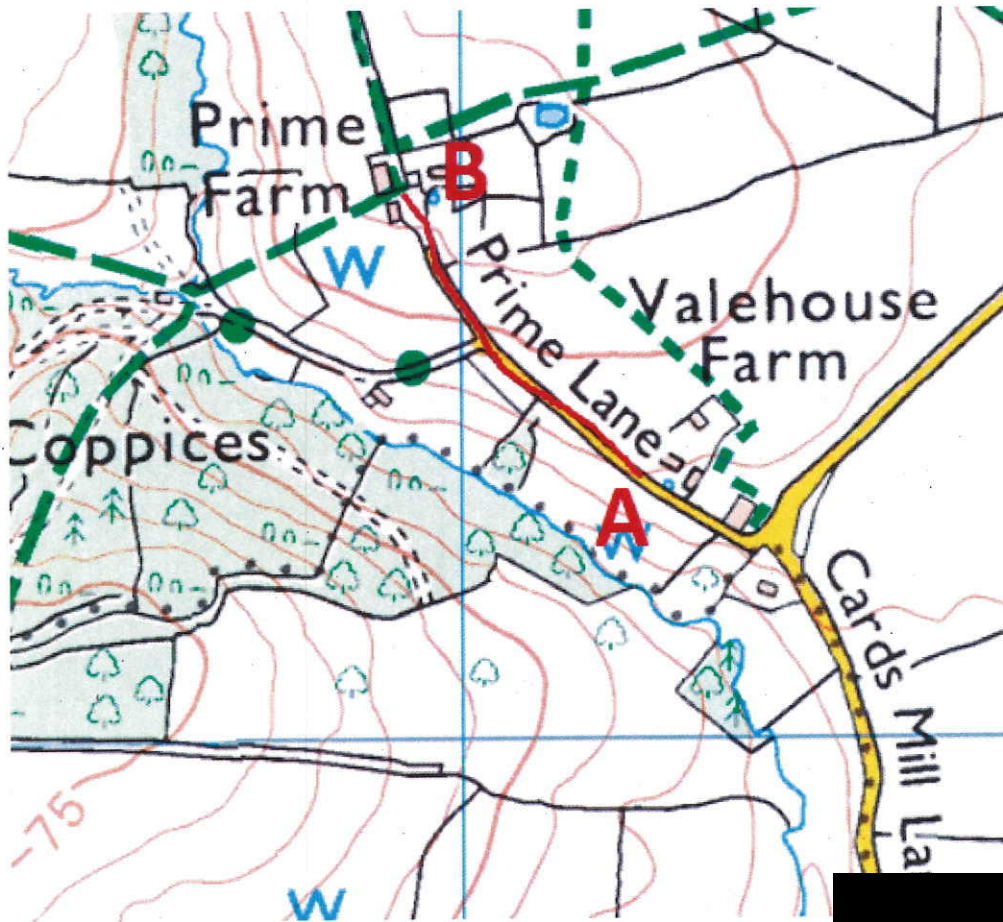 Prime
Farm
B
W
Prime Lane
Valehouse
Farm
Coppices
A
W
Cards Mill La
75
W